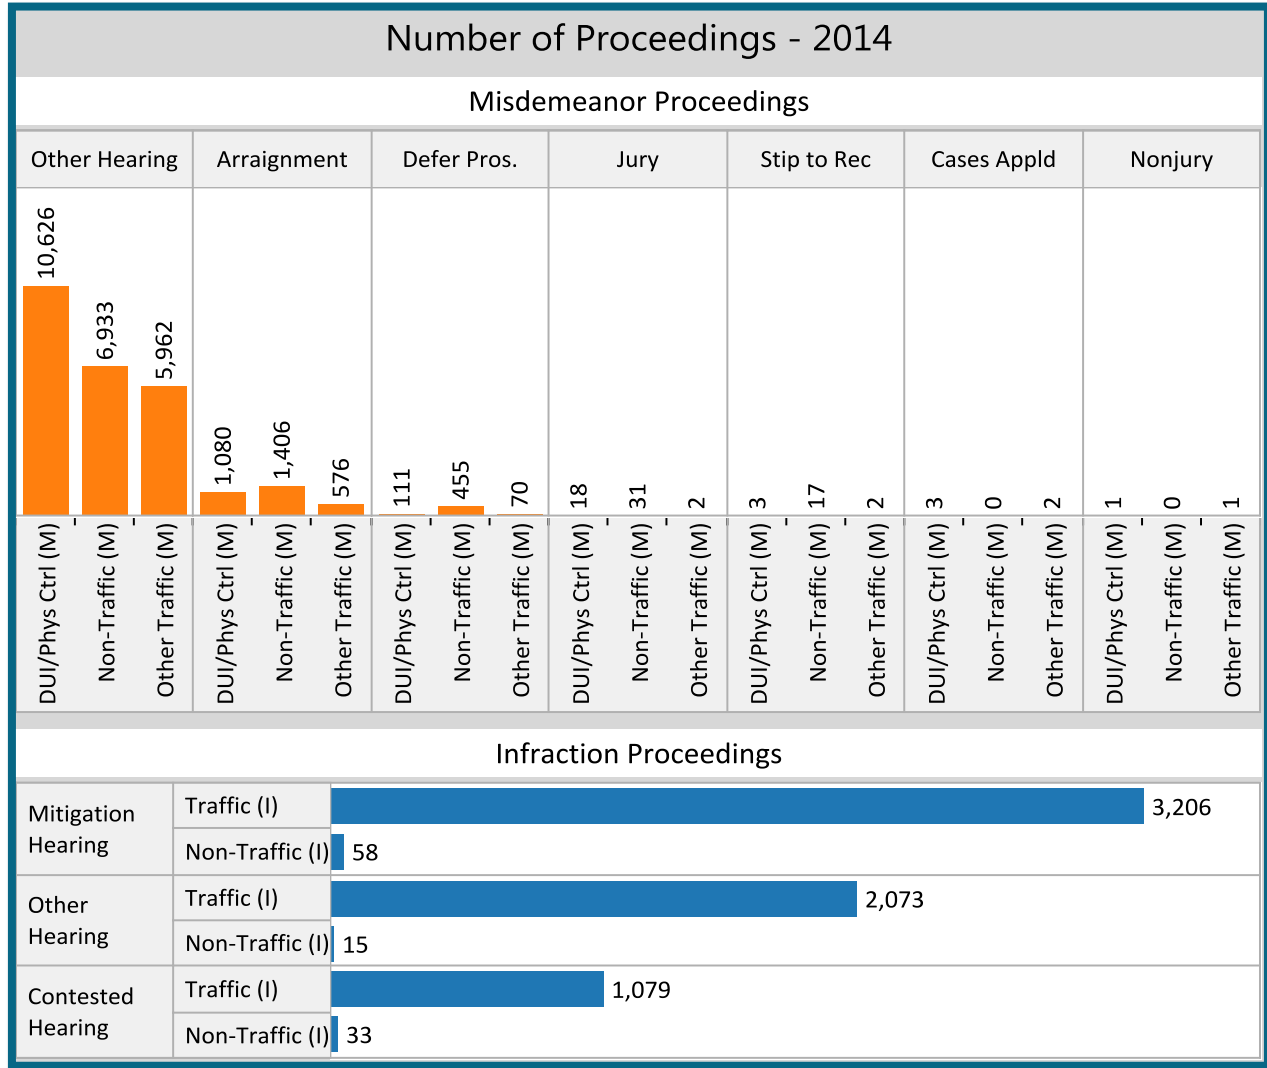 Number of Proceedings - 2014
Misdemeanor Proceedings
Other Hearing
Arraignment
Defer Pros.
Jury
Stip to Rec
Cases Appld
Nonjury
10,626
6,933
5,962
1,080
1,406
576
111
455
70
18
31
2
3
17
2
3
0
2
1
0
1
DUI/Phys Ctrl (M)
Non-Traffic (M)
Other Traffic (M)
DUI/Phys Ctrl (M)
Non-Traffic (M)
Other Traffic (M)
DUI/Phys Ctrl (M)
Non-Traffic (M)
Other Traffic (M)
DUI/Phys Ctrl (M)
Non-Traffic (M)
Other Traffic (M)
DUI/Phys Ctrl (M)
Non-Traffic (M)
Other Traffic (M)
DUI/Phys Ctrl (M)
Non-Traffic (M)
Other Traffic (M)
DUI/Phys Ctrl (M)
Non-Traffic (M)
Other Traffic (M)
Infraction Proceedings
Mitigation
Hearing
Traffic (I)
3,206
Non-Traffic (I)
58
Other
Hearing
Traffic (I)
2,073
Non-Traffic (I)
15
Contested
Hearing
Traffic (I)
1,079
Non-Traffic (I)
33